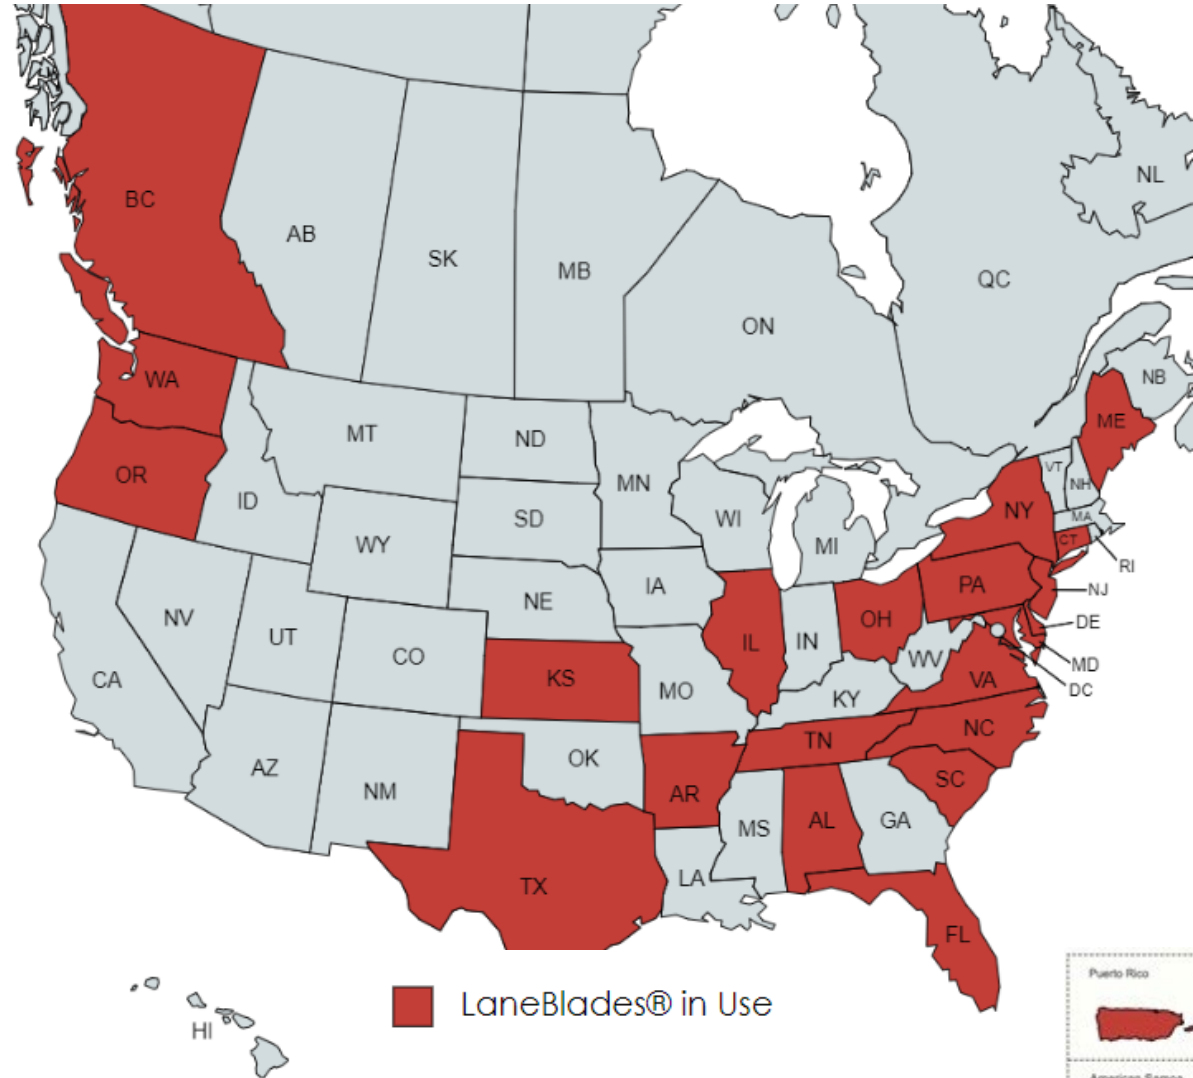 NL
BC
AB
SK
MB
QC
ON
NB
WA
MT
ND
ME
OR
ID
MN
VT
NH
SD
WI
NY
MA
WY
MI
CT
RI
IA
PA
NJ
NE
NV
UT
IL
IN
OH
DE
CO
WV
MD
CA
KS
MO
KY
VA
DC
TN
NC
AZ
OK
NM
AR
SC
MS
AL
GA
TX
LA
FL
Puerto Rico
LaneBlades® in Use
HI
American Samoa